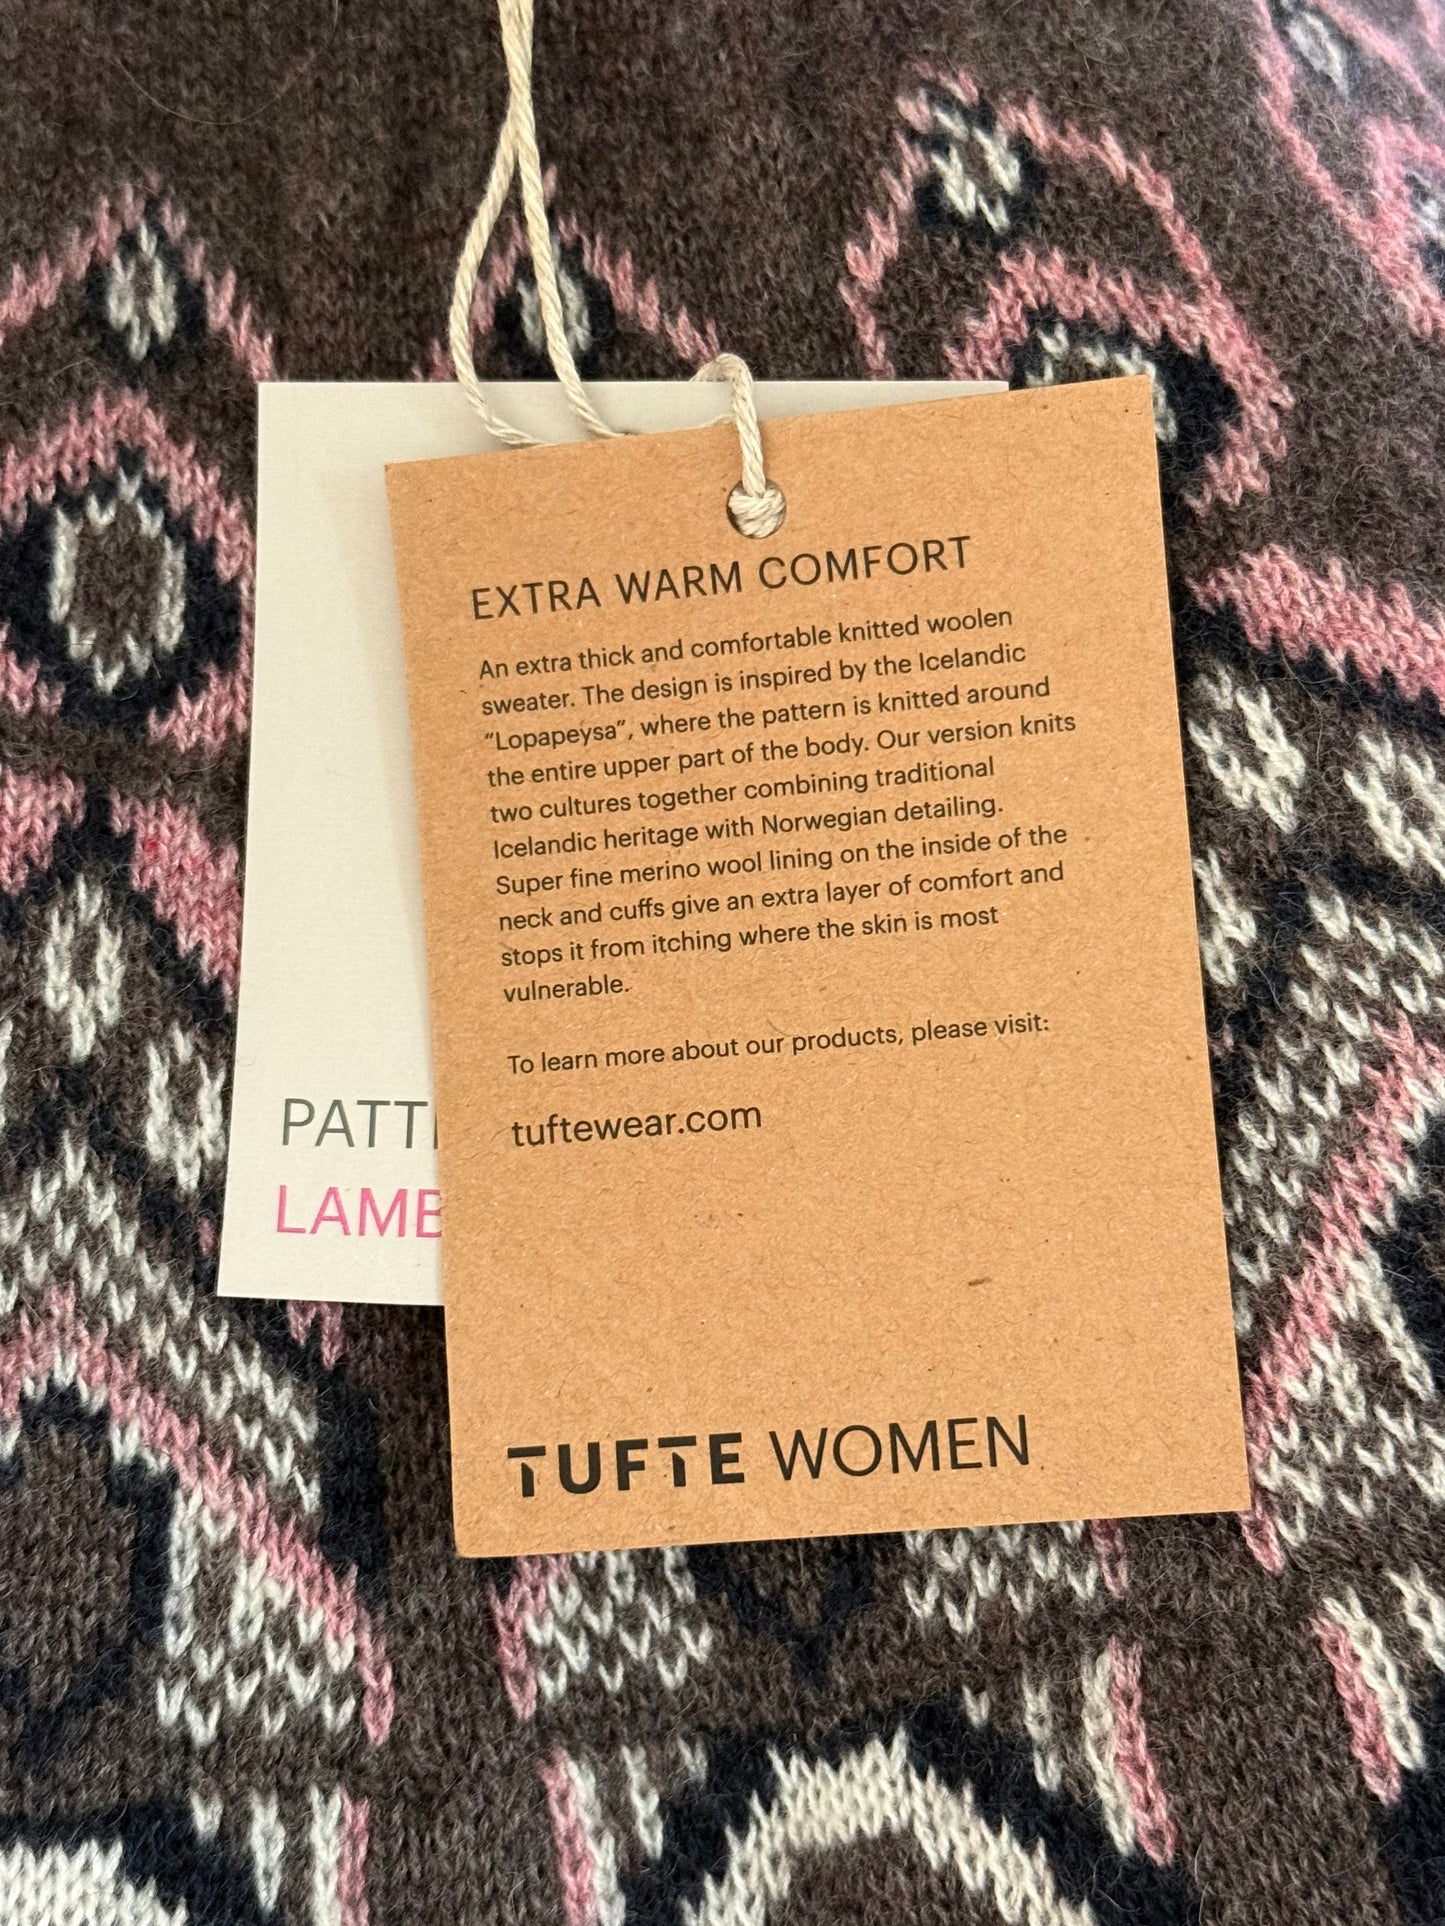 EXTRA WARM COMFORT
An extra thick and comfortable knitted woolen
sweater. The design is inspired by the Icelandic
“Lopapeysa”, where the pattern is knitted around
the entire upper part of the body. Our version knits
two cultures together combining traditional
Icelandic heritage with Norwegian detailing.
Super fine merino wool lining on the inside of the
neck and cuffs give an extra layer of comfort and
stops it from itching where the skin is most
vulnerable.
To learn more about our products, please visit:
tuftewear.com
TUFTE WOMEN
LAMB